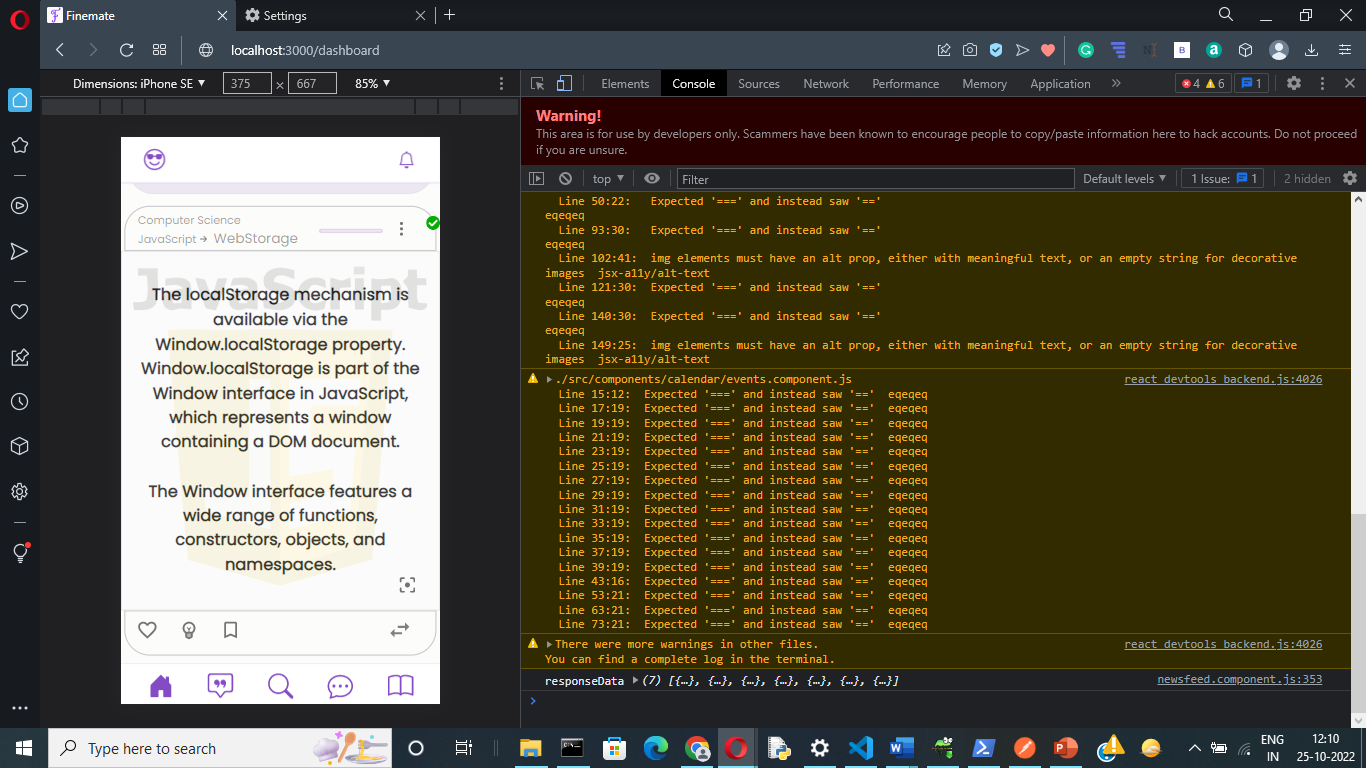 Finemate
Settings
localhost:3000/dashboard
Dimensions: iPhone SE
375
×
667
85%
Elements
Console
Sources
Network
Performance
Memory
Application
4
6
1
Warning!
This area is for use by developers only. Scammers have been known to encourage people to copy/paste information here to hack accounts. Do not proceed
if you are unsure.
top
Filter
Default levels
1 Issue:
1
2 hidden
Computer Science
JavaScript → WebStorage
JavaScript
The localStorage mechanism is
available via the
Window.localStorage property.
Window.localStorage is part of the
Window interface in JavaScript,
which represents a window
containing a DOM document.
The Window interface features a
wide range of functions,
constructors, objects, and
namespaces.
Line 50:22: Expected '===' and instead saw '=='
eqeqeq
Line 93:30: Expected '===' and instead saw '=='
eqeqeq
Line 102:41: img elements must have an alt prop, either with meaningful text, or an empty string for decorative
images jsx-a11y/alt-text
Line 121:30: Expected '===' and instead saw '=='
eqeqeq
Line 140:30: Expected '===' and instead saw '=='
eqeqeq
Line 149:25: img elements must have an alt prop, either with meaningful text, or an empty string for decorative
images jsx-a11y/alt-text
./src/components/calendar/events.component.js
react_devtools_backend.js:4026
Line 15:12: Expected '===' and instead saw '==' eqeqeq
Line 17:19: Expected '===' and instead saw '==' eqeqeq
Line 19:19: Expected '===' and instead saw '==' eqeqeq
Line 21:19: Expected '===' and instead saw '==' eqeqeq
Line 23:19: Expected '===' and instead saw '==' eqeqeq
Line 25:19: Expected '===' and instead saw '==' eqeqeq
Line 27:19: Expected '===' and instead saw '==' eqeqeq
Line 29:19: Expected '===' and instead saw '==' eqeqeq
Line 31:19: Expected '===' and instead saw '==' eqeqeq
Line 33:19: Expected '===' and instead saw '==' eqeqeq
Line 35:19: Expected '===' and instead saw '==' eqeqeq
Line 37:19: Expected '===' and instead saw '==' eqeqeq
Line 39:19: Expected '===' and instead saw '==' eqeqeq
Line 43:16: Expected '===' and instead saw '==' eqeqeq
Line 53:21: Expected '===' and instead saw '==' eqeqeq
Line 63:21: Expected '===' and instead saw '==' eqeqeq
Line 73:21: Expected '===' and instead saw '==' eqeqeq
There were more warnings in other files.
react_devtools_backend.js:4026
You can find a complete log in the terminal.
responseData (7) [{…}, {…}, {…}, {…}, {…}, {…}, {…}]
newsfeed.component.js:353
Type here to search
ENG
IN
12:10
25-10-2022